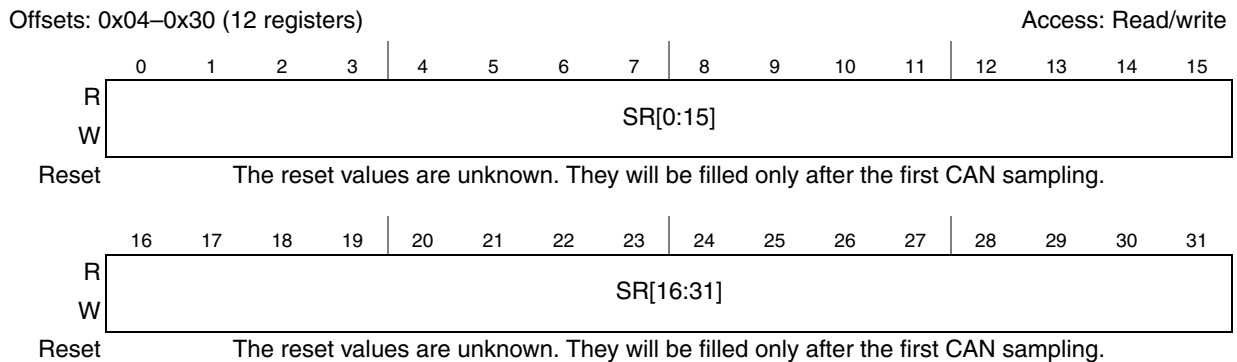 Offsets: 0x04–0x30 (12 registers) Access: Read/write
0 1 2 3 4 5 6 7 8 9 10 11 12 13 14 15
R
SR[0:15]
W
Reset The reset values are unknown. They will be filled only after the first CAN sampling.
16 17 18 19 20 21 22 23 24 25 26 27 28 29 30 31
R
SR[16:31]
W
Reset The reset values are unknown. They will be filled only after the first CAN sampling.